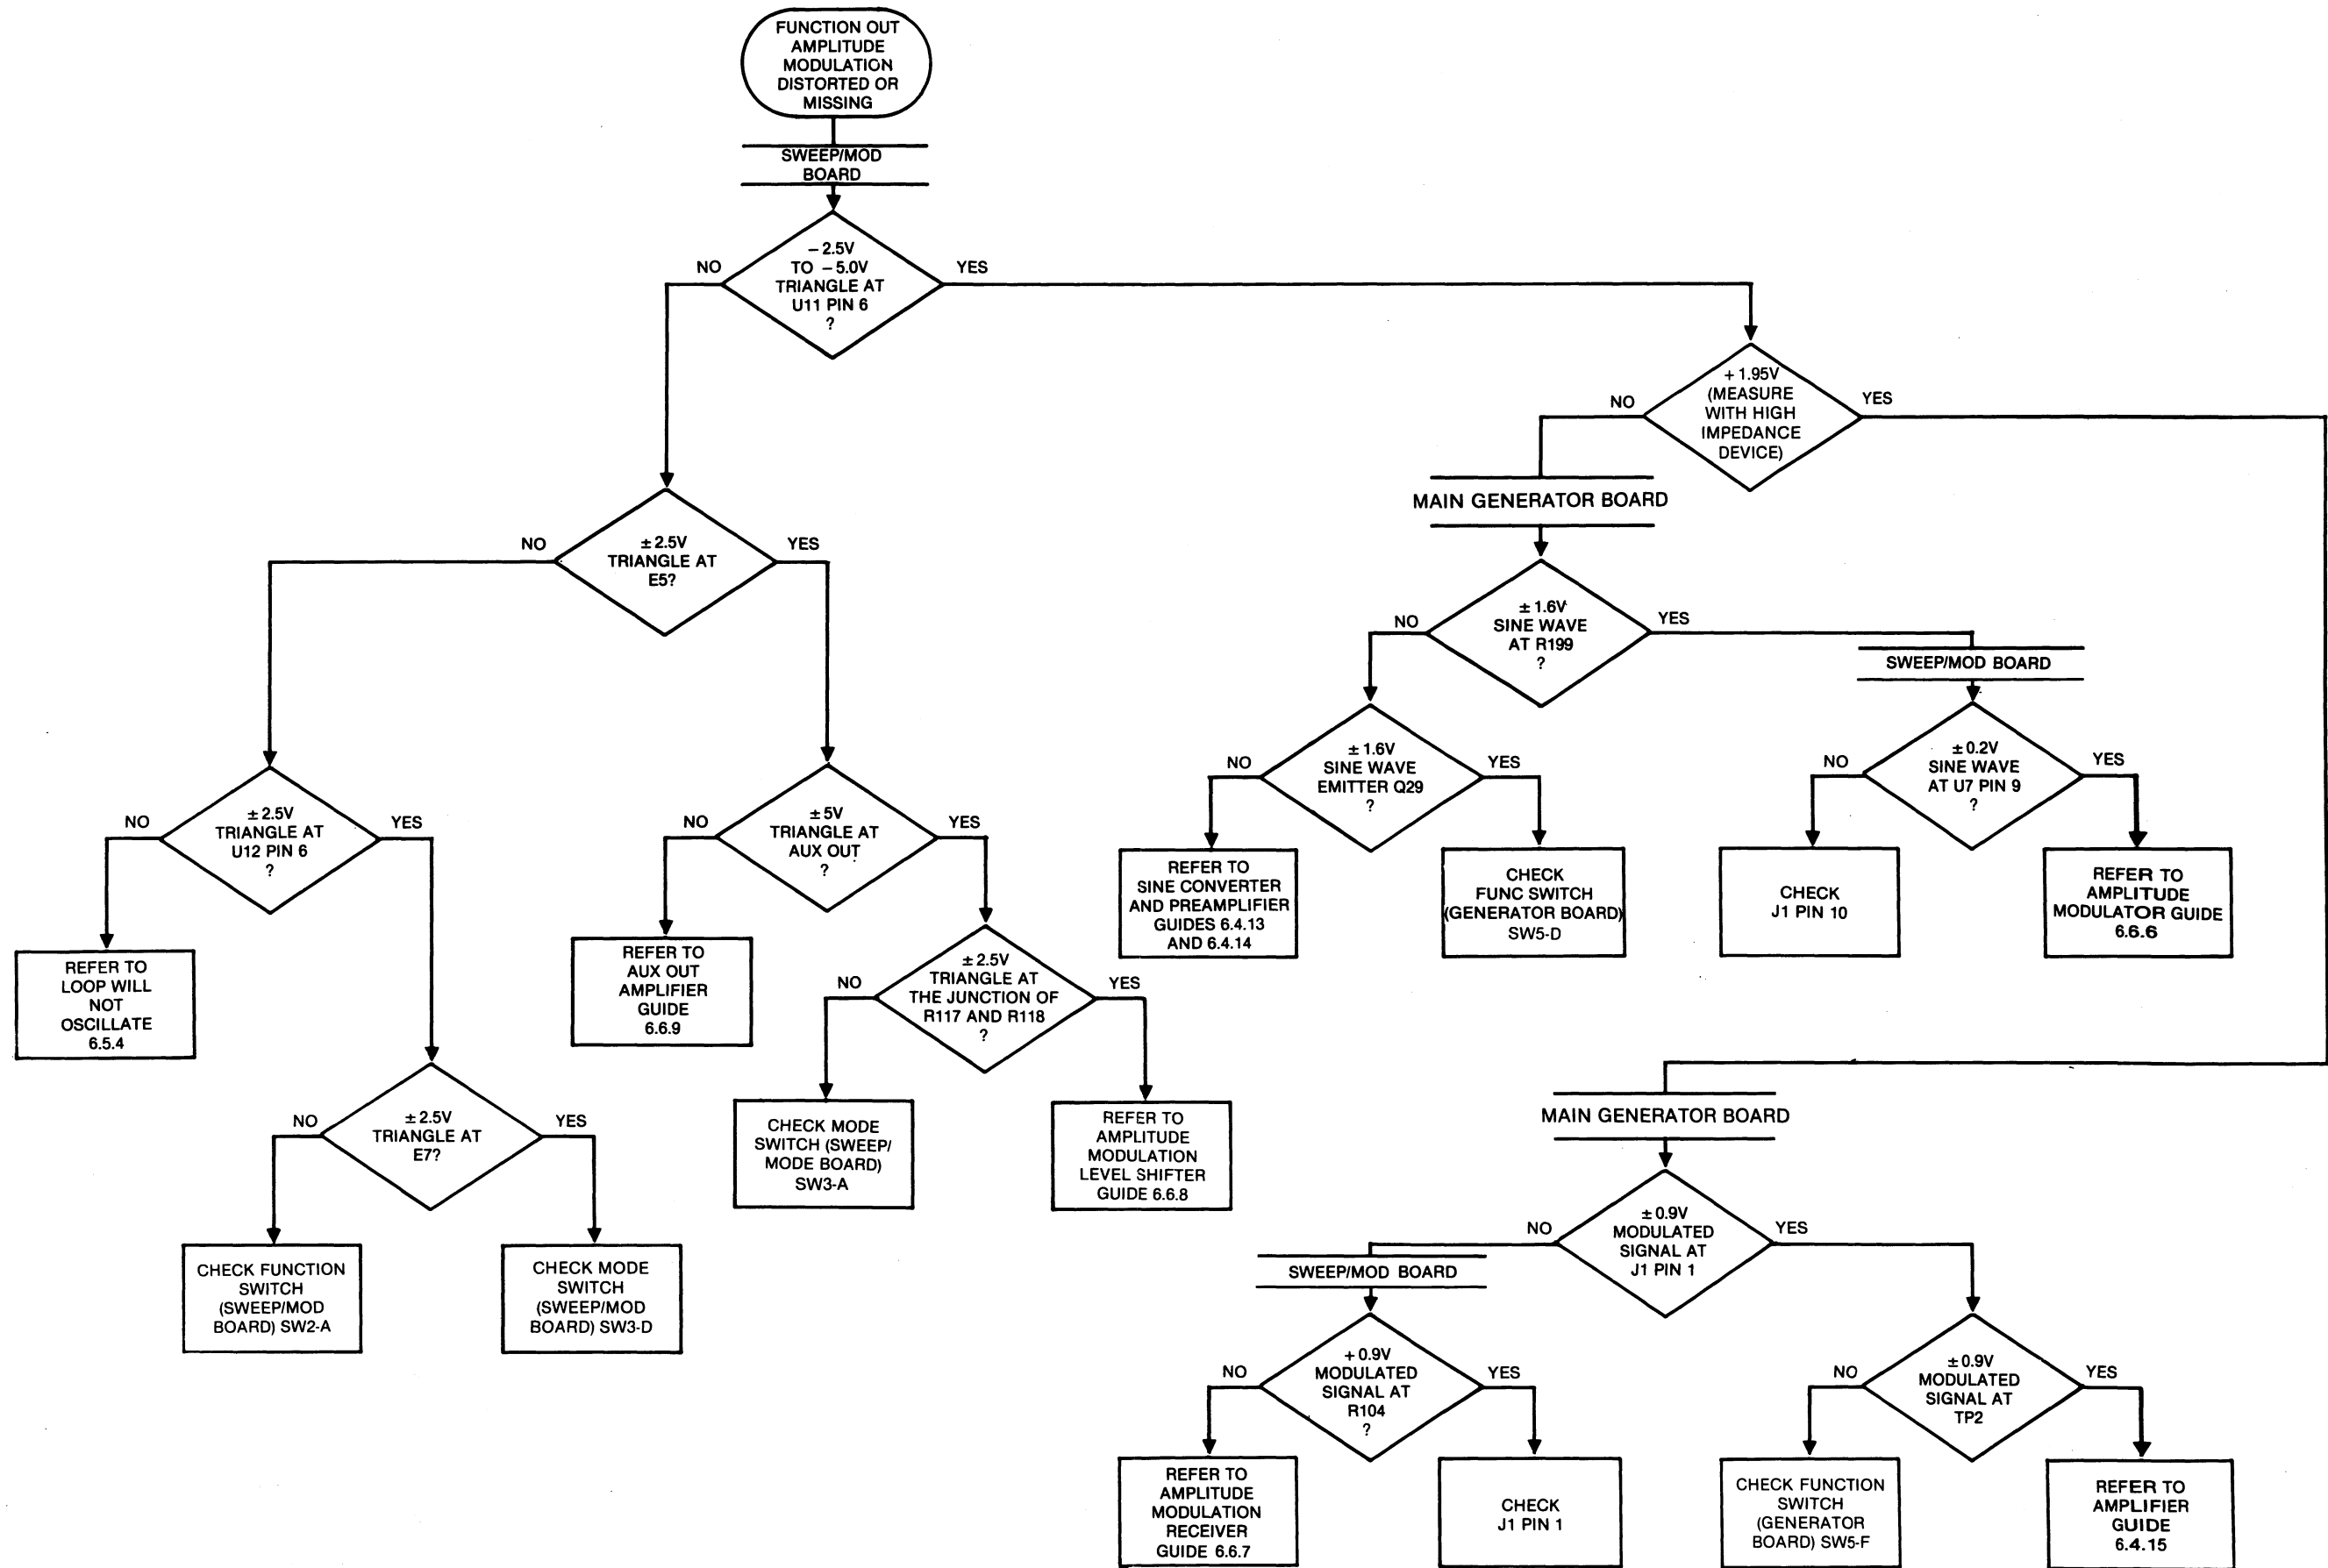 FUNCTION OUT
AMPLITUDE
MODULATION
DISTORTED OR
MISSING
SWEEP/MOD
BOARD
– 2.5V
TO – 5.0V
TRIANGLE AT
U11 PIN 6
?
NO
YES
+ 1.95V
(MEASURE
WITH HIGH
IMPEDANCE
DEVICE)
NO
YES
MAIN GENERATOR BOARD
± 2.5V
TRIANGLE AT
E5?
NO
YES
± 1.6V
SINE WAVE
AT R199
?
NO
YES
SWEEP/MOD BOARD
± 2.5V
TRIANGLE AT
U12 PIN 6
?
NO
YES
± 5V
TRIANGLE AT
AUX OUT
?
NO
YES
± 1.6V
SINE WAVE
EMITTER Q29
?
NO
YES
± 0.2V
SINE WAVE
AT U7 PIN 9
?
NO
YES
REFER TO
SINE CONVERTER
AND PREAMPLIFIER
GUIDES 6.4.13
AND 6.4.14
CHECK
FUNC SWITCH
(GENERATOR BOARD)
SW5-D
CHECK
J1 PIN 10
REFER TO
AMPLITUDE
MODULATOR GUIDE
6.6.6
REFER TO
LOOP WILL
NOT
OSCILLATE
6.5.4
REFER TO
AUX OUT
AMPLIFIER
GUIDE
6.6.9
± 2.5V
TRIANGLE AT
THE JUNCTION OF
R117 AND R118
?
NO
YES
± 2.5V
TRIANGLE AT
E7?
NO
YES
CHECK MODE
SWITCH (SWEEP/
MODE BOARD)
SW3-A
REFER TO
AMPLITUDE
MODULATION
LEVEL SHIFTER
GUIDE 6.6.8
MAIN GENERATOR BOARD
± 0.9V
MODULATED
SIGNAL AT
J1 PIN 1
NO
YES
CHECK FUNCTION
SWITCH
(SWEEP/MOD
BOARD) SW2-A
CHECK MODE
SWITCH
(SWEEP/MOD
BOARD) SW3-D
SWEEP/MOD BOARD
+ 0.9V
MODULATED
SIGNAL AT
R104
?
NO
YES
± 0.9V
MODULATED
SIGNAL AT
TP2
NO
YES
REFER TO
AMPLITUDE
MODULATION
RECEIVER
GUIDE 6.6.7
CHECK
J1 PIN 1
CHECK FUNCTION
SWITCH
(GENERATOR
BOARD) SW5-F
REFER TO
AMPLIFIER
GUIDE
6.4.15